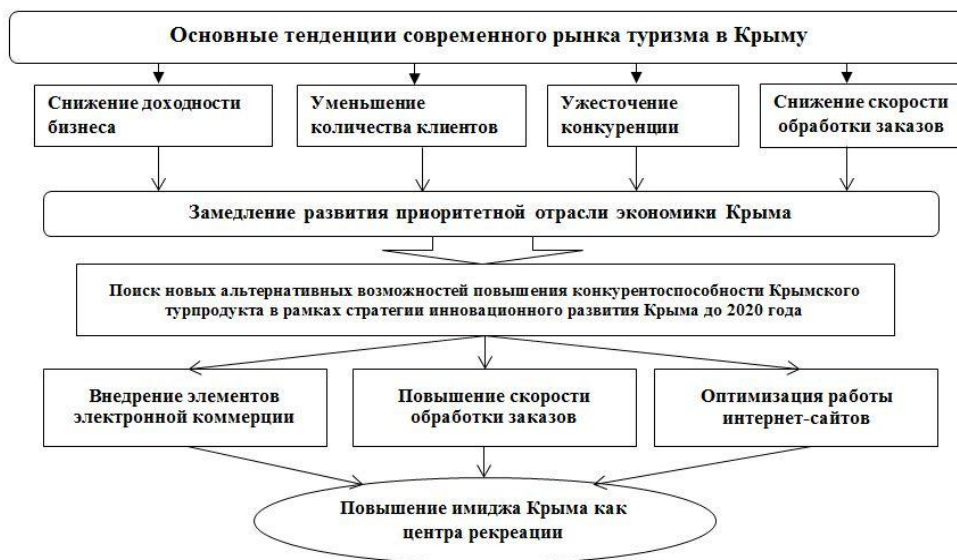 Основные тенденции современного рынка туризма в Крыму
Снижение доходности
бизнеса
Уменьшение
количества клиентов
Ужесточение
конкуренции
Снижение скорости
обработки заказов
Замедление развития приоритетной отрасли экономики Крыма
Поиск новых альтернативных возможностей повышения конкурентоспособности Крымского
турпродукта в рамках стратегии инновационного развития Крыма до 2020 года
Внедрение элементов
электронной коммерции
Повышение скорости
обработки заказов
Оптимизация работы
интернет-сайтов
Повышение имиджа Крыма как
центра рекреации